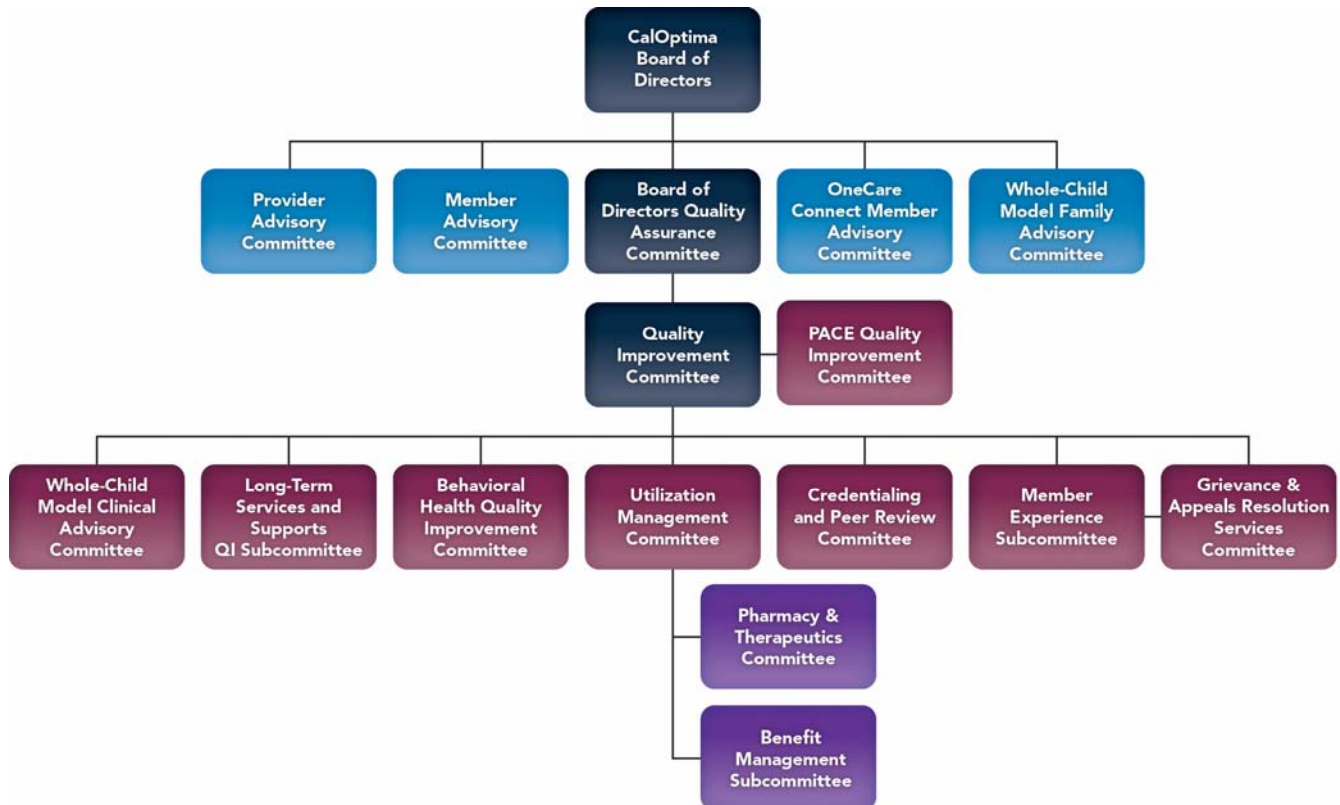 CalOptima
Board of
Directors
Provider
Advisory
Committee
Member
Advisory
Committee
Board of
Directors Quality
Assurance
Committee
OneCare
Connect Member
Advisory
Committee
Whole-Child
Model Family
Advisory
Committee
Quality
Improvement
Committee
PACE Quality
Improvement
Committee
Whole-Child
Model Clinical
Advisory
Committee
Long-Term
Services and
Supports
QI Subcommittee
Behavioral
Health Quality
Improvement
Committee
Utilization
Management
Committee
Credentialing
and Peer Review
Committee
Member
Experience
Subcommittee
Grievance &
Appeals Resolution
Services
Committee
Pharmacy &
Therapeutics
Committee
Benefit
Management
Subcommittee